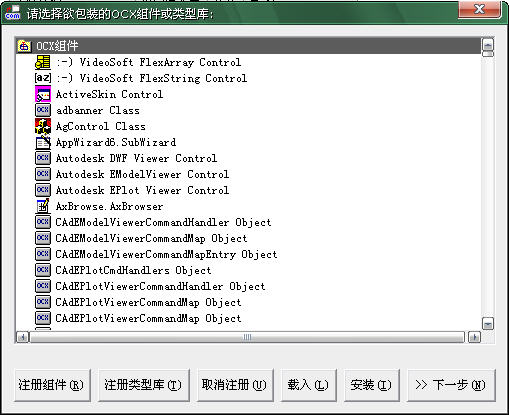 请选择欲包装的OCX组件或类型库:
OCX组件
:-) VideoSoft FlexArray Control
:-) VideoSoft FlexString Control
ActiveSkin Control
adbanner Class
AgControl Class
AppWizard6.SubWizard
Autodesk DWF Viewer Control
Autodesk EModelViewer Control
Autodesk EPlot Viewer Control
AxBrowse.AxBrowser
CAdEModelViewerCommandHandler Object
CAdEModelViewerCommandMap Object
CAdEModelViewerCommandMapEntry Object
CAdEPlotCmdHandlers Object
CAdEPlotViewerCommandHandler Object
CAdEPlotViewerCommandMap Object
CAdEPlotViewerCommandMap Object
注册组件(R) 注册类型库(T) 取消注册(U) 载入(L) 安装(I) >> 下一步(N)